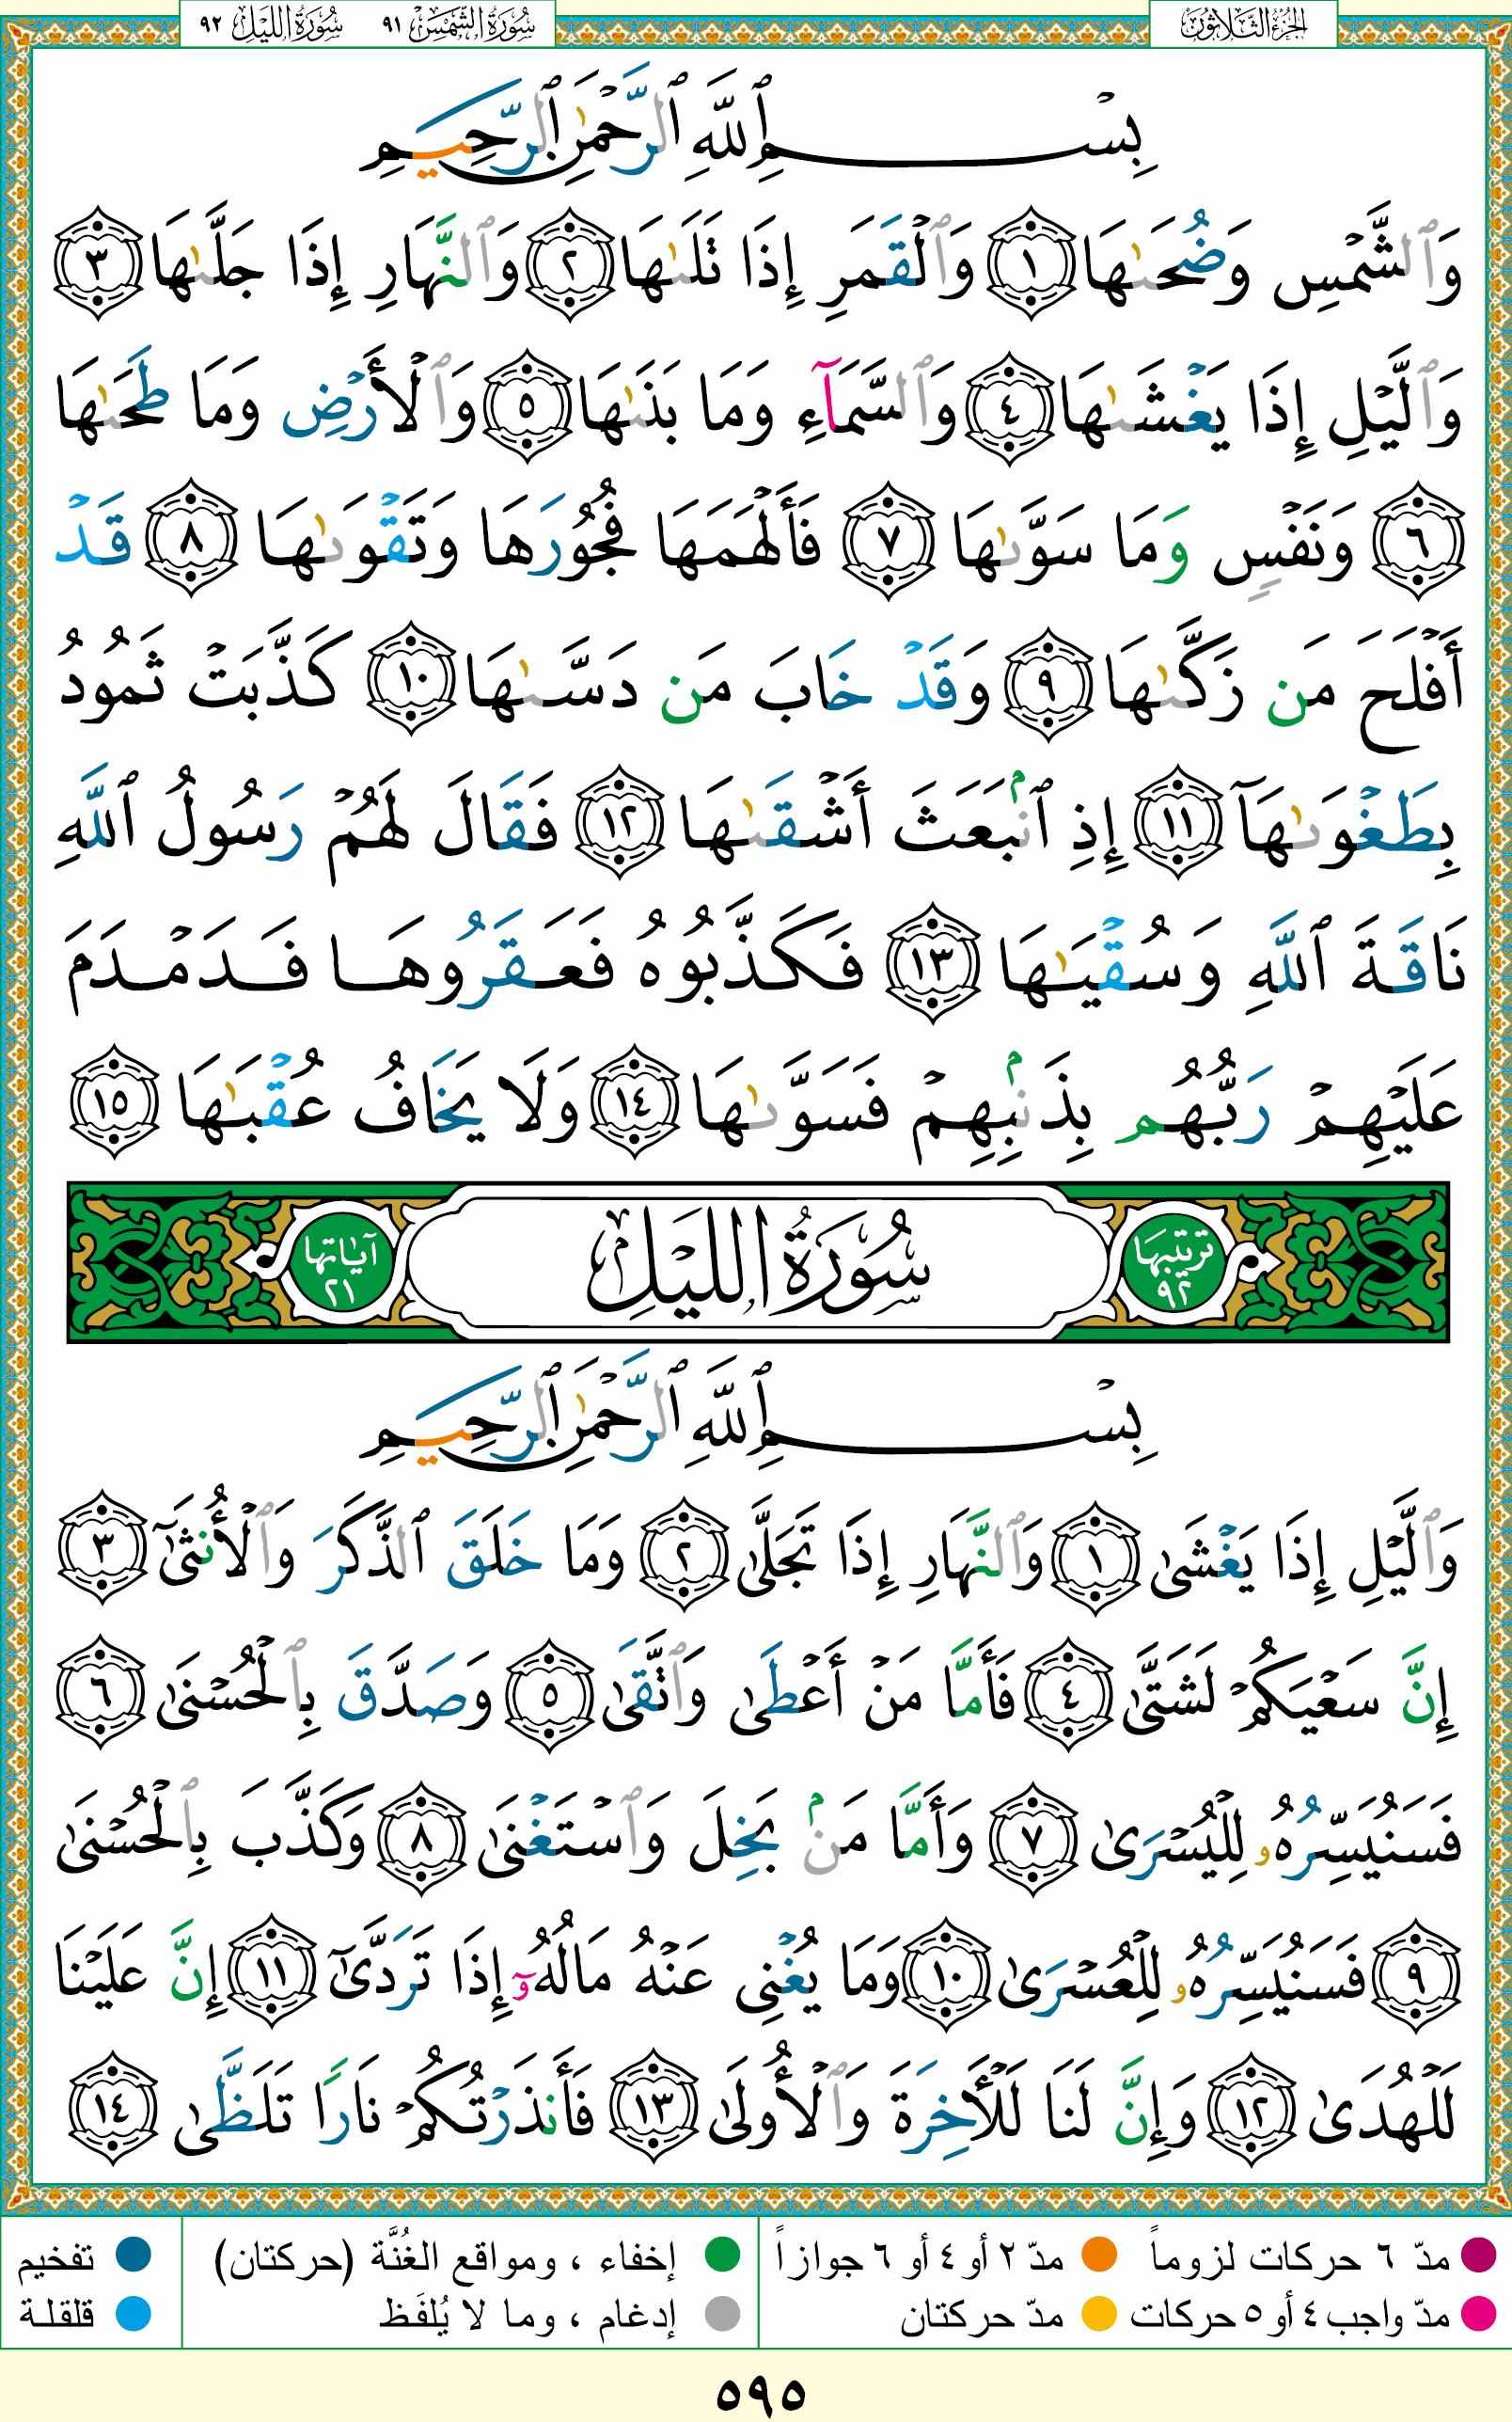 الجزء الثلاثون
سورة الشمس ٩١ سورة الليل ٩٢
بِسْمِ ٱللَّهِ ٱلرَّحْمَٰنِ ٱلرَّحِيمِ
وَٱلشَّمْسِ وَضُحَىٰهَا ١ وَٱلْقَمَرِ إِذَا تَلَىٰهَا ٢ وَٱلنَّهَارِ إِذَا جَلَّىٰهَا ٣
وَٱلَّيْلِ إِذَا يَغْشَىٰهَا ٤ وَٱلسَّمَآءِ وَمَا بَنَىٰهَا ٥ وَٱلْأَرْضِ وَمَا طَحَىٰهَا
٦ وَنَفْسٍ وَمَا سَوَّىٰهَا ٧ فَأَلْهَمَهَا فُجُورَهَا وَتَقْوَىٰهَا ٨ قَدْ
أَفْلَحَ مَن زَكَّىٰهَا ٩ وَقَدْ خَابَ مَن دَسَّىٰهَا ١٠ كَذَّبَتْ ثَمُودُ
بِطَغْوَىٰهَآ ١١ إِذِ ٱنۢبَعَثَ أَشْقَىٰهَا ١٢ فَقَالَ لَهُمْ رَسُولُ ٱللَّهِ
نَاقَةَ ٱللَّهِ وَسُقْيَٰهَا ١٣ فَكَذَّبُوهُ فَعَقَرُوهَا فَدَمْدَمَ
عَلَيْهِمْ رَبُّهُم بِذَنۢبِهِمْ فَسَوَّىٰهَا ١٤ وَلَا يَخَافُ عُقْبَٰهَا ١٥
ترتيبها ٩٢ سُورَةُ الليَلِ آياتها ٢١
بِسْمِ ٱللَّهِ ٱلرَّحْمَٰنِ ٱلرَّحِيمِ
وَٱلَّيْلِ إِذَا يَغْشَىٰ ١ وَٱلنَّهَارِ إِذَا تَجَلَّىٰ ٢ وَمَا خَلَقَ ٱلذَّكَرَ وَٱلْأُنثَىٰٓ ٣
إِنَّ سَعْيَكُمْ لَشَتَّىٰ ٤ فَأَمَّا مَنْ أَعْطَىٰ وَٱتَّقَىٰ ٥ وَصَدَّقَ بِٱلْحُسْنَىٰ ٦
فَسَنُيَسِّرُهُۥ لِلْيُسْرَىٰ ٧ وَأَمَّا مَنۢ بَخِلَ وَٱسْتَغْنَىٰ ٨ وَكَذَّبَ بِٱلْحُسْنَىٰ
٩ فَسَنُيَسِّرُهُۥ لِلْعُسْرَىٰ ١٠ وَمَا يُغْنِى عَنْهُ مَالُهُۥٓ إِذَا تَرَدَّىٰٓ ١١ إِنَّ عَلَيْنَا
لَلْهُدَىٰ ١٢ وَإِنَّ لَنَا لَلْأَخِرَةَ وَٱلْأُولَىٰ ١٣ فَأَنذَرْتُكُمْ نَارًا تَلَظَّىٰ ١٤
مدّ ٦ حركات لزوماً مدّ ٢ أو ٤ أو ٦ جوازاً إخفاء ، ومواقع الغُنَّة (حركتان) تفخيم
مدّ واجب ٤ أو ٥ حركات مدّ حركتان إدغام ، وما لا يُلفَظ قلقلة
٥٩٥